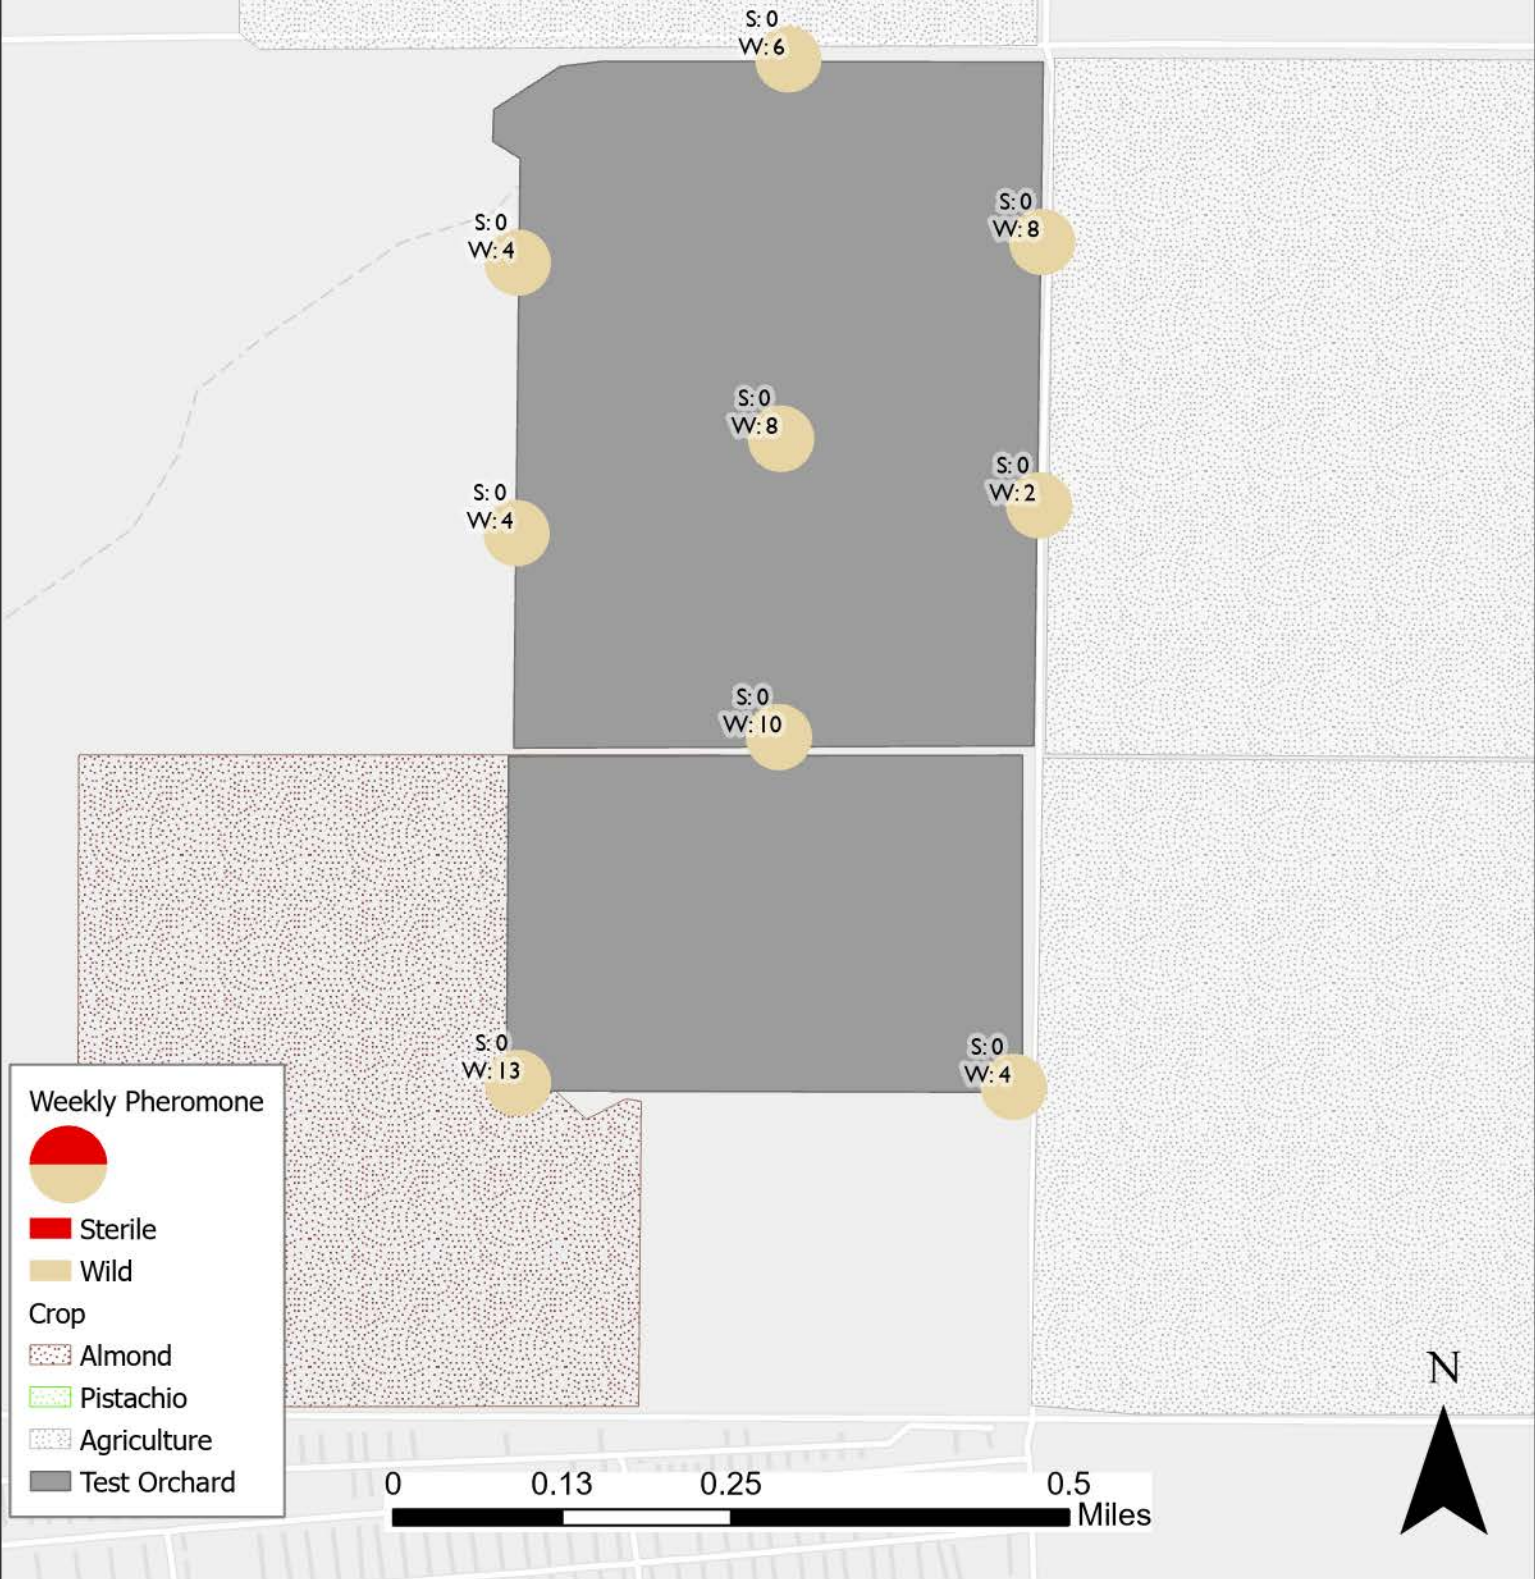 S: 0
W: 6
S: 0
W: 8
S: 0
W: 4
S: 0
W: 8
S: 0
W: 2
S: 0
W: 4
S: 0
W: 10
S: 0
W: 13
S: 0
W: 4
Weekly Pheromone
Sterile
Wild
Crop
Almond
Pistachio
Agriculture
Test Orchard
0 0.13 0.25 0.5
Miles
N